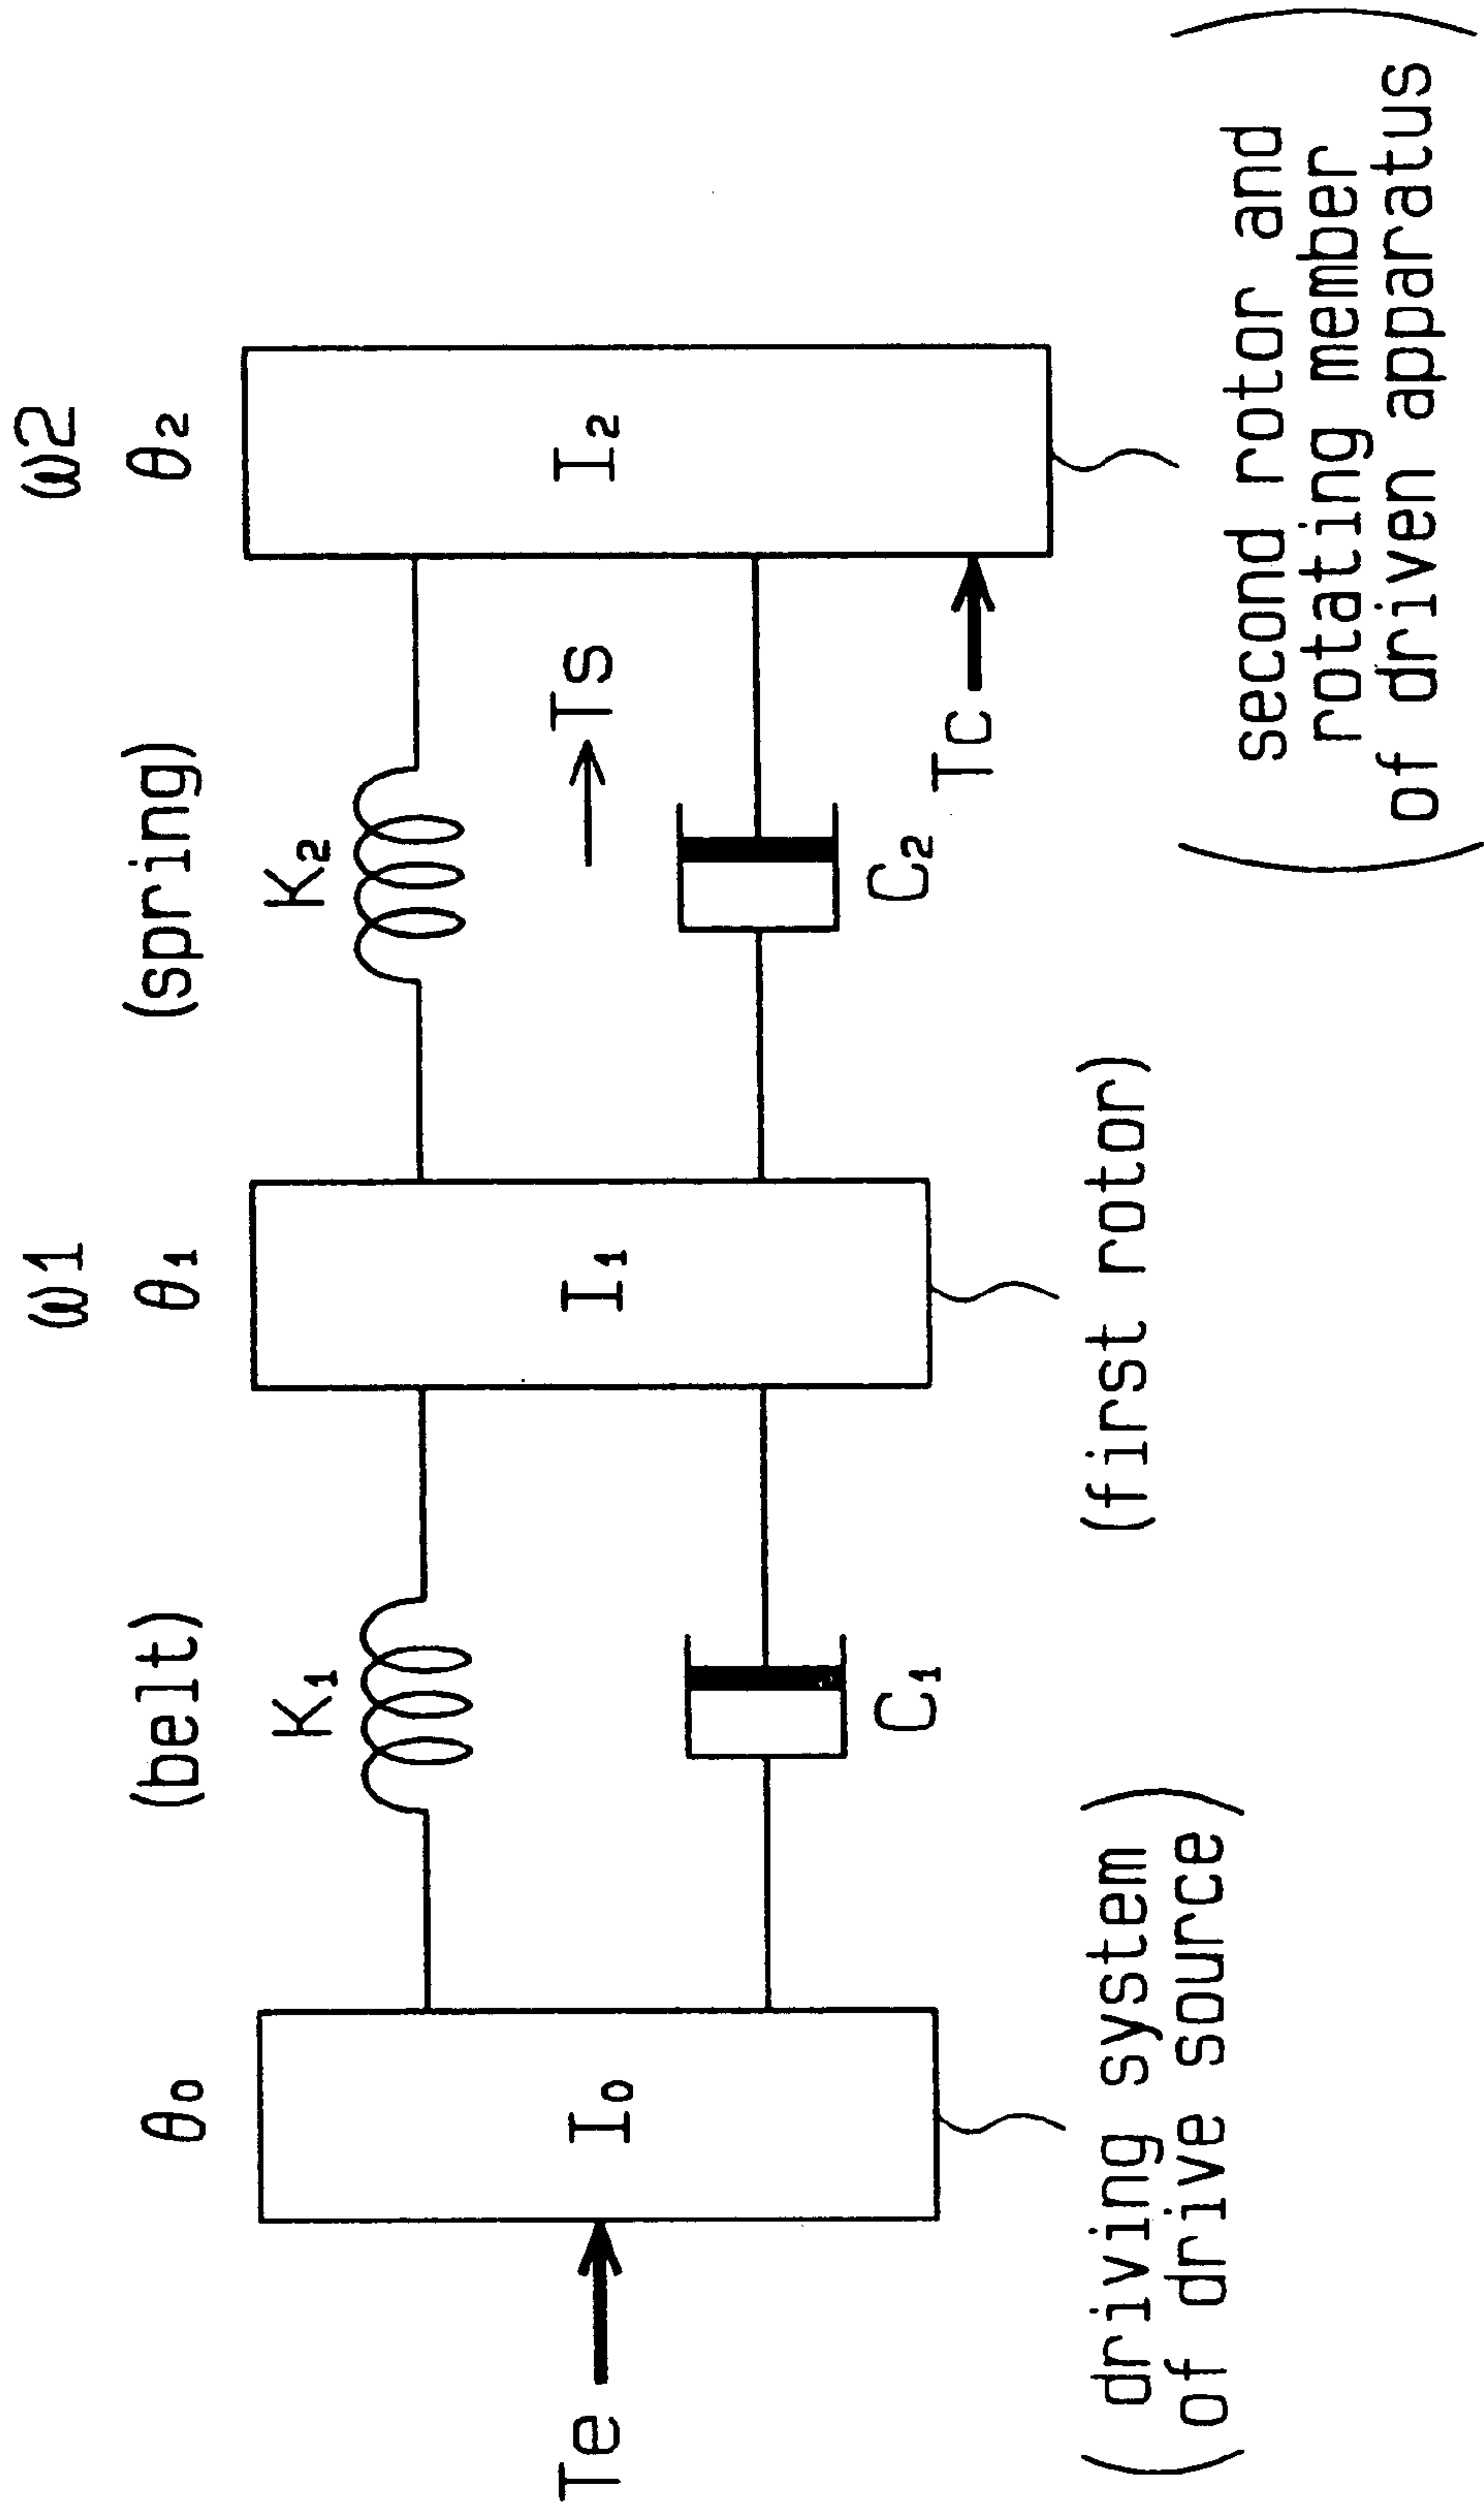 ω1
ω2
θ₀
(belt)
θ₁
(spring)
θ₂
K₁
K₂
Te
I₀
I₁
Ts
I₂
C₁
C₂
Tc
(driving system
of drive source)
(first rotor)
(second rotor and
rotating member
of driven apparatus)